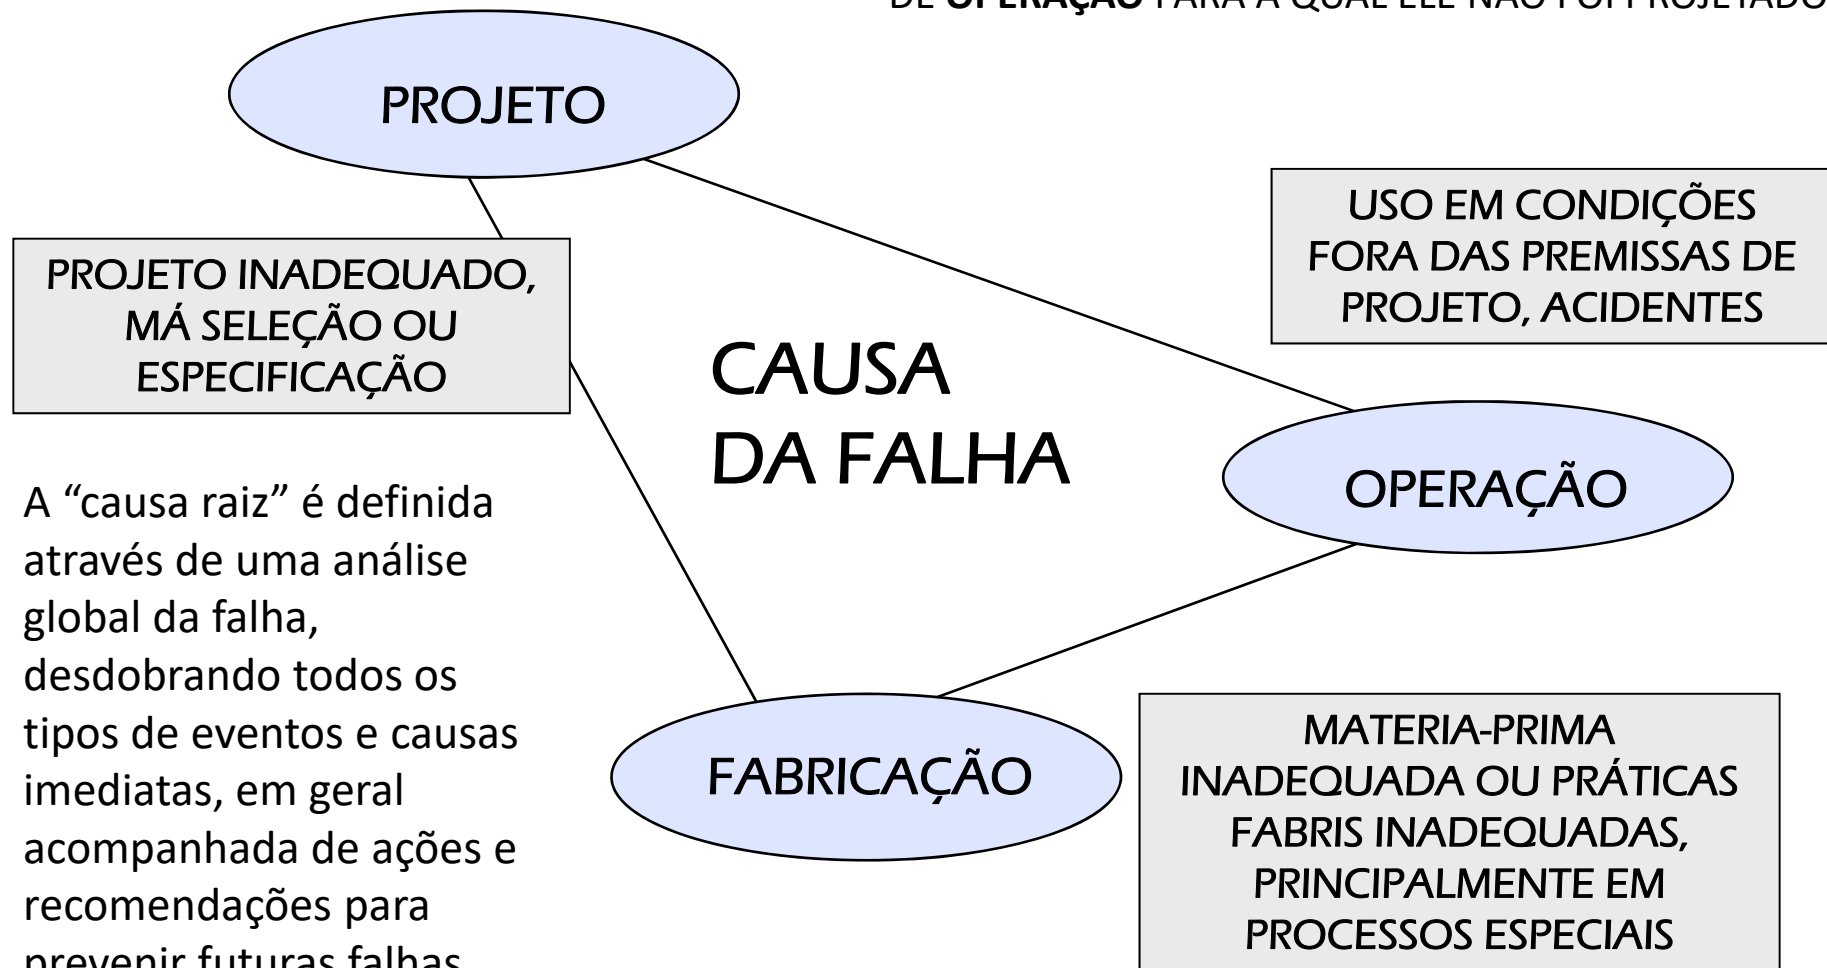 DE OPERAÇÃO PARA A QUAL ELE NÃO FOI PROJETADO
PROJETO
USO EM CONDIÇÕES
FORA DAS PREMISSAS DE
PROJETO, ACIDENTES
PROJETO INADEQUADO,
MÁ SELEÇÃO OU
ESPECIFICAÇÃO
CAUSA
DA FALHA
OPERAÇÃO
A “causa raiz” é definida
através de uma análise
global da falha,
desdobrando todos os
tipos de eventos e causas
imediatas, em geral
acompanhada de ações e
recomendações para
prevenir futuras falhas
FABRICAÇÃO
MATERIA-PRIMA
INADEQUADA OU PRÁTICAS
FABRIS INADEQUADAS,
PRINCIPALMENTE EM
PROCESSOS ESPECIAIS